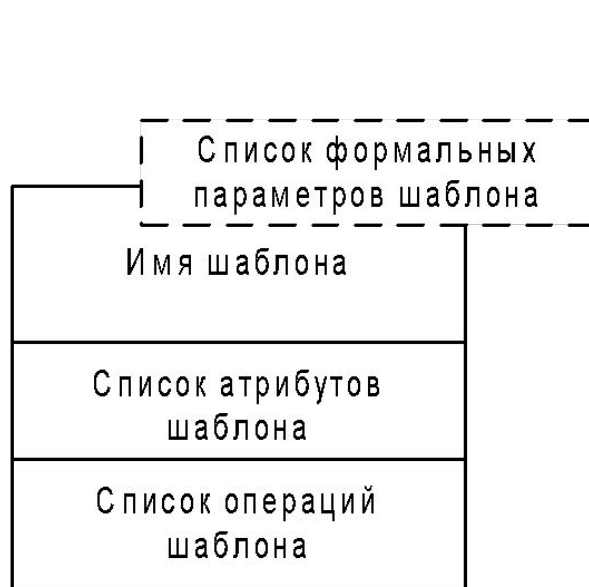 Список формальных
параметров шаблона
Имя шаблона
Список атрибутов
шаблона
Список операций
шаблона